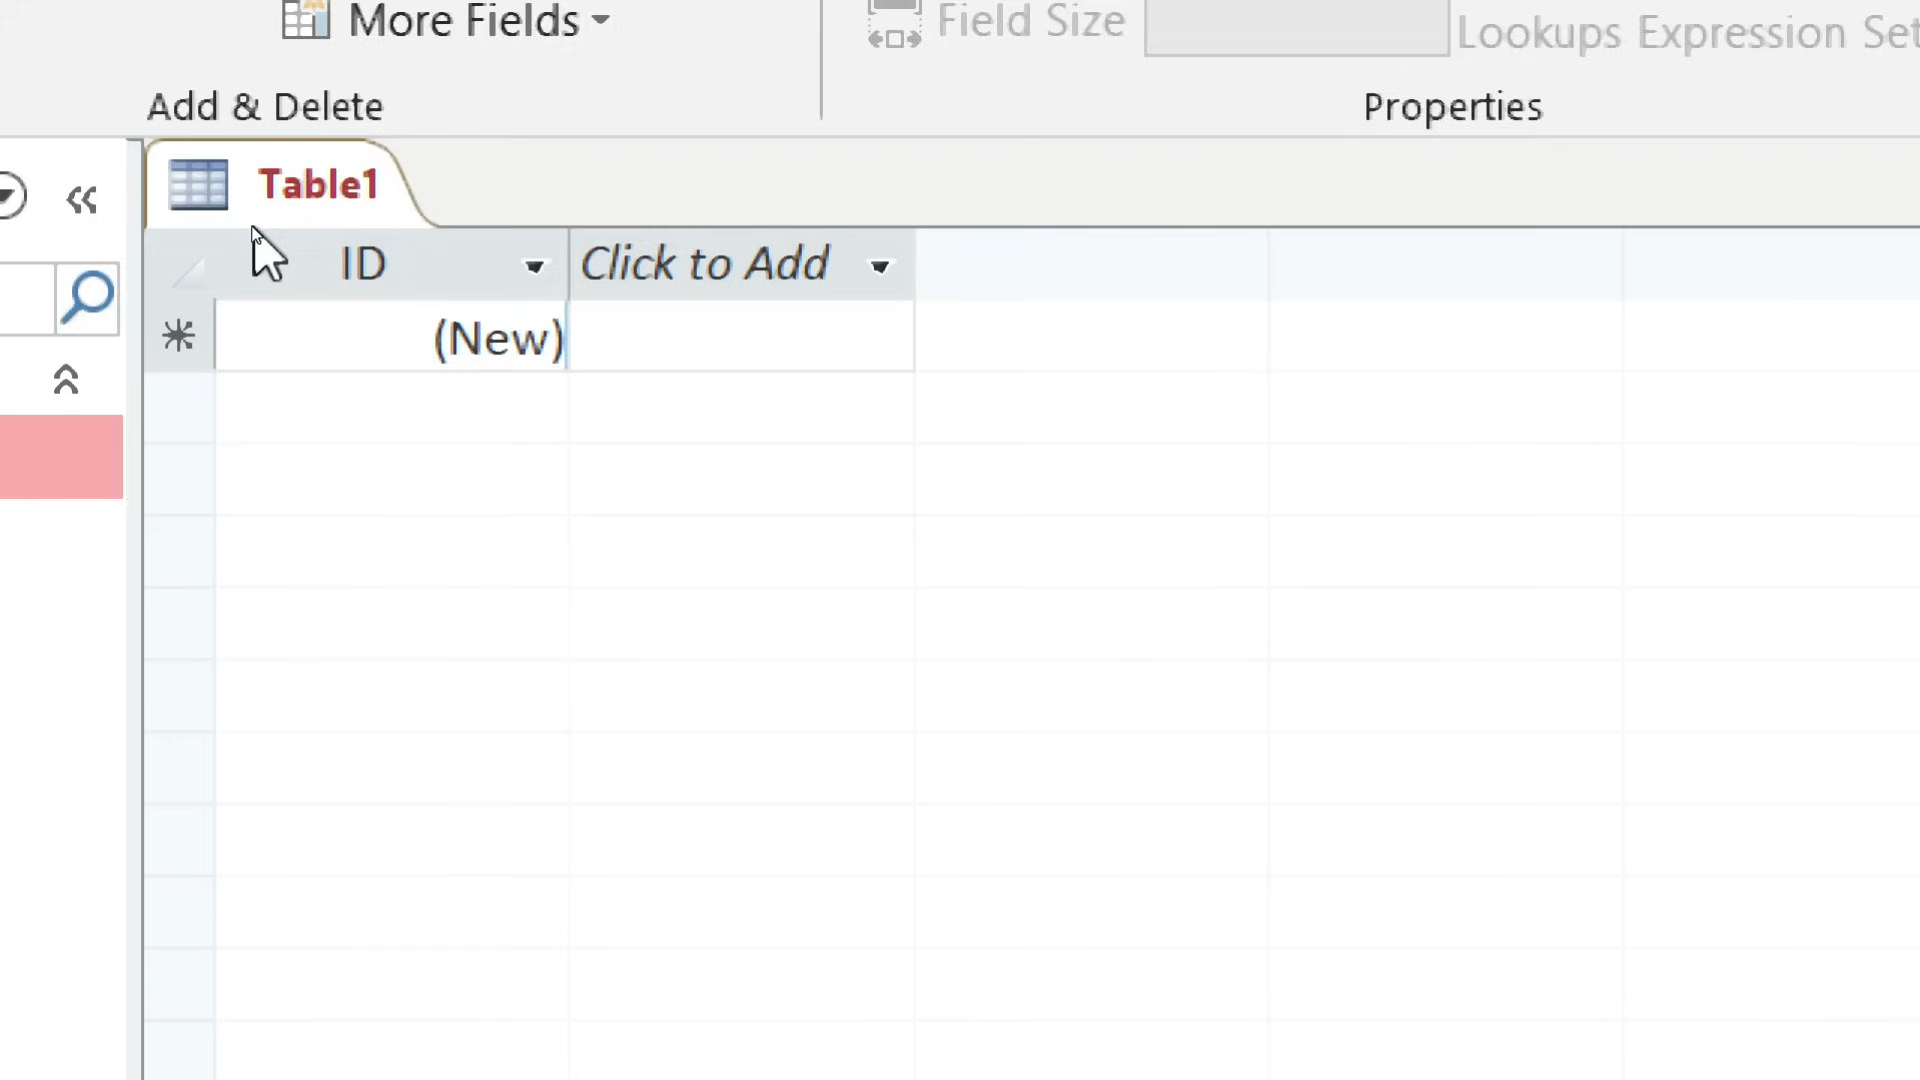 More Fields
Field Size
Lookups Expression Set
Add & Delete
Properties
Table1
ID
Click to Add
(New)